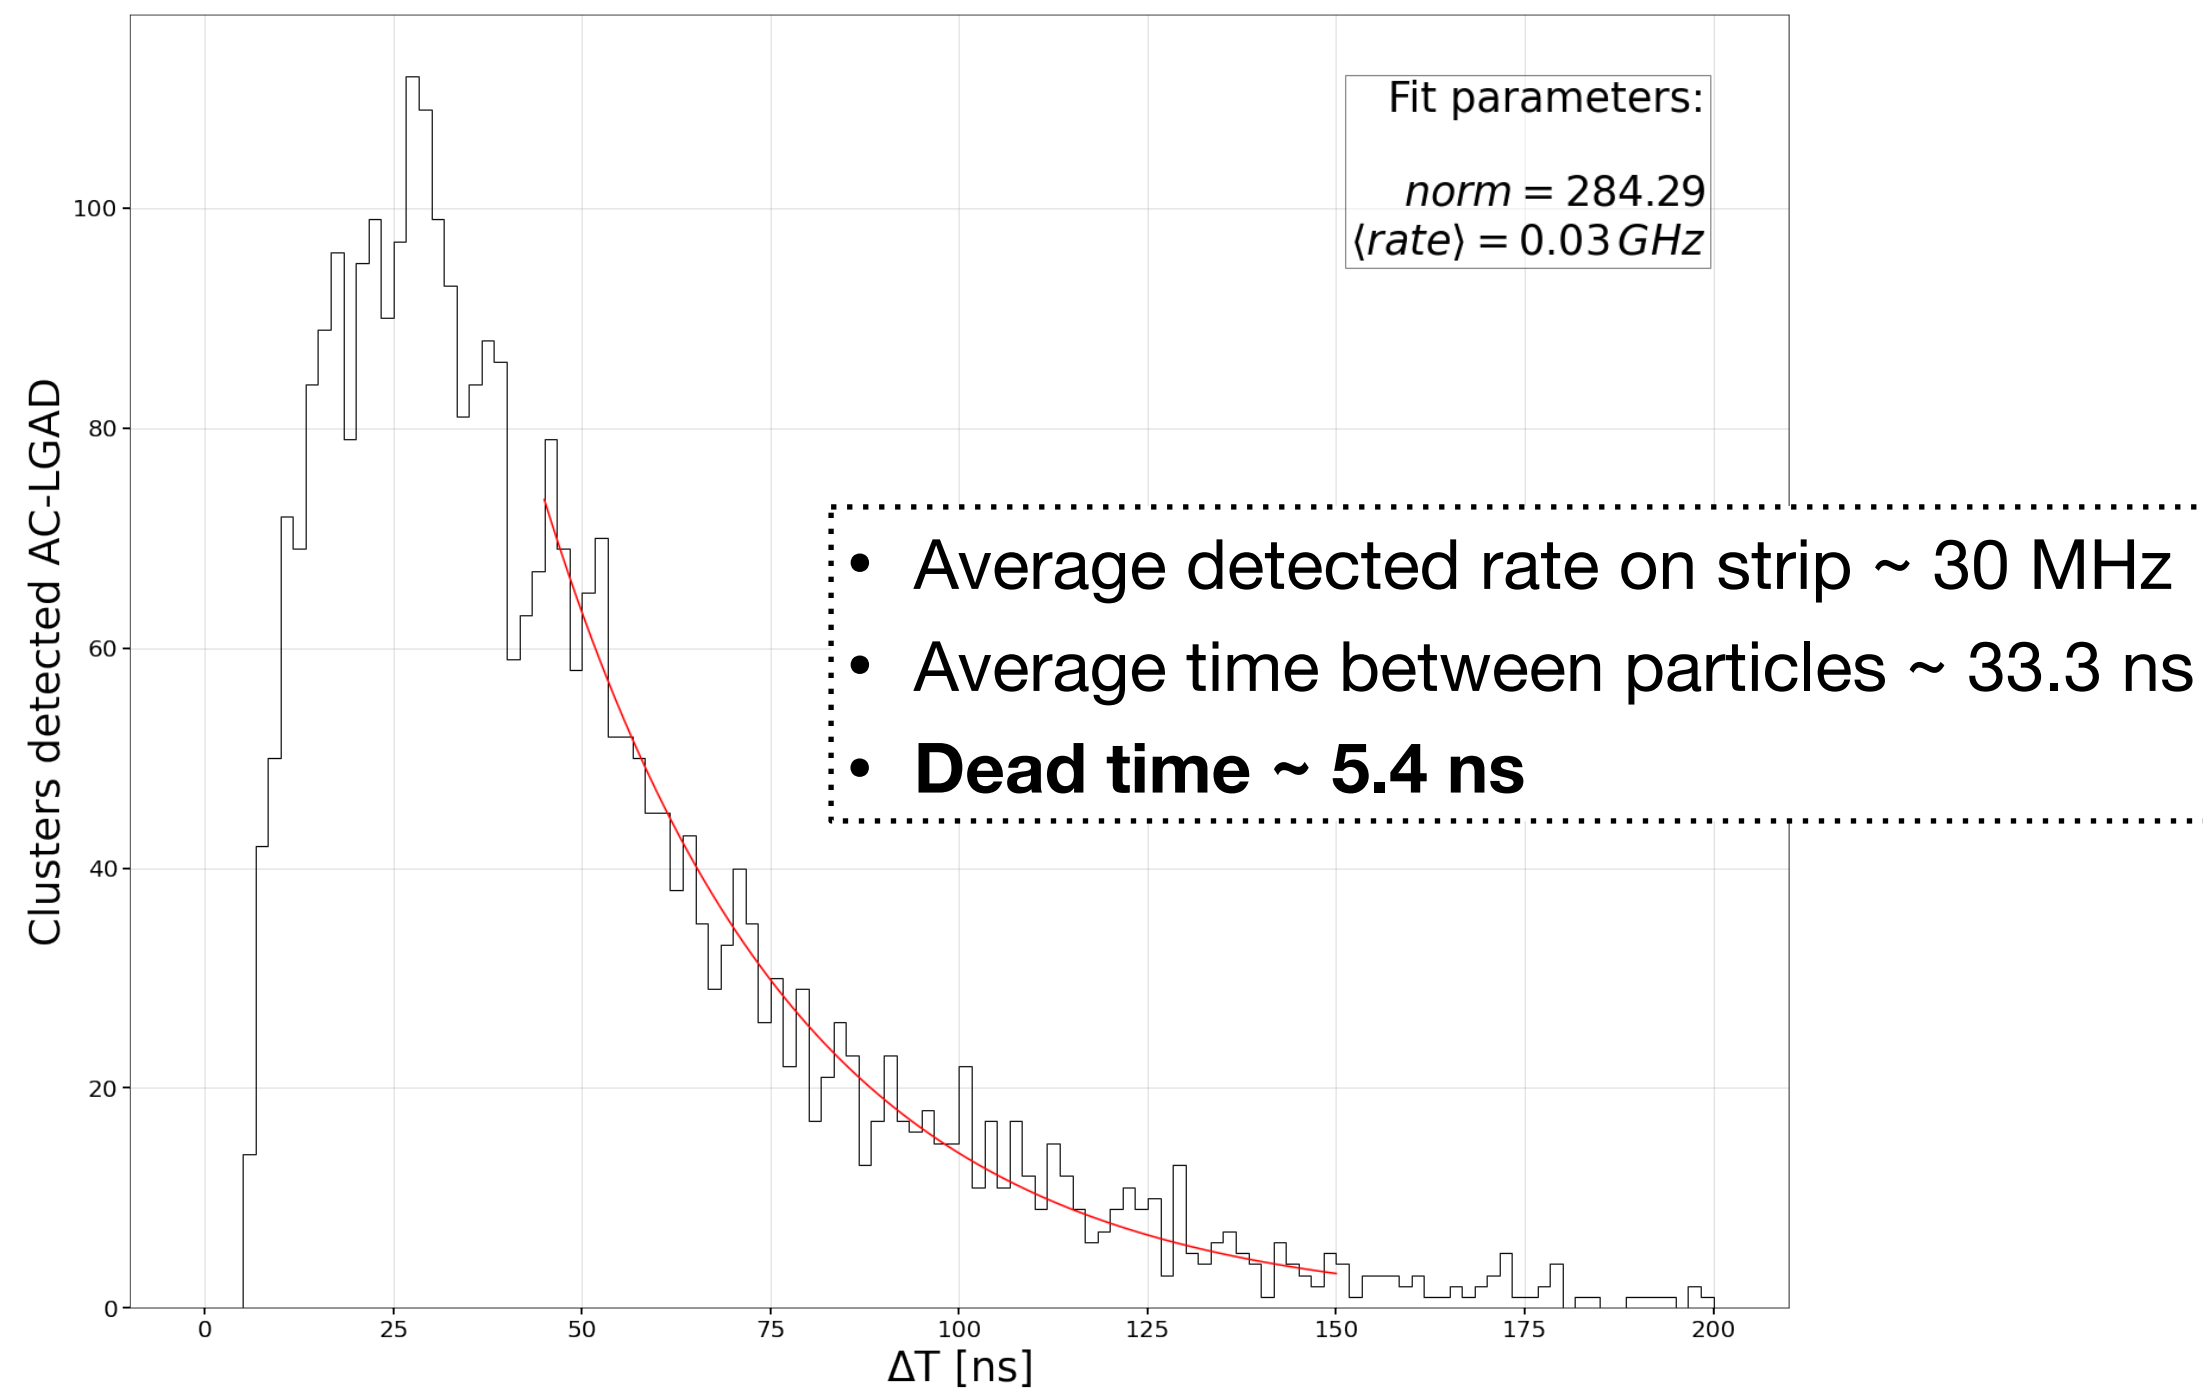 Fit parameters:
norm = 284.29
⟨rate⟩ = 0.03 GHz
Clusters detected AC-LGAD
100
80
60
40
20
0
• Average detected rate on strip ~ 30 MHz
• Average time between particles ~ 33.3 ns
• Dead time ~ 5.4 ns
0 25 50 75 100 125 150 175 200
ΔT [ns]